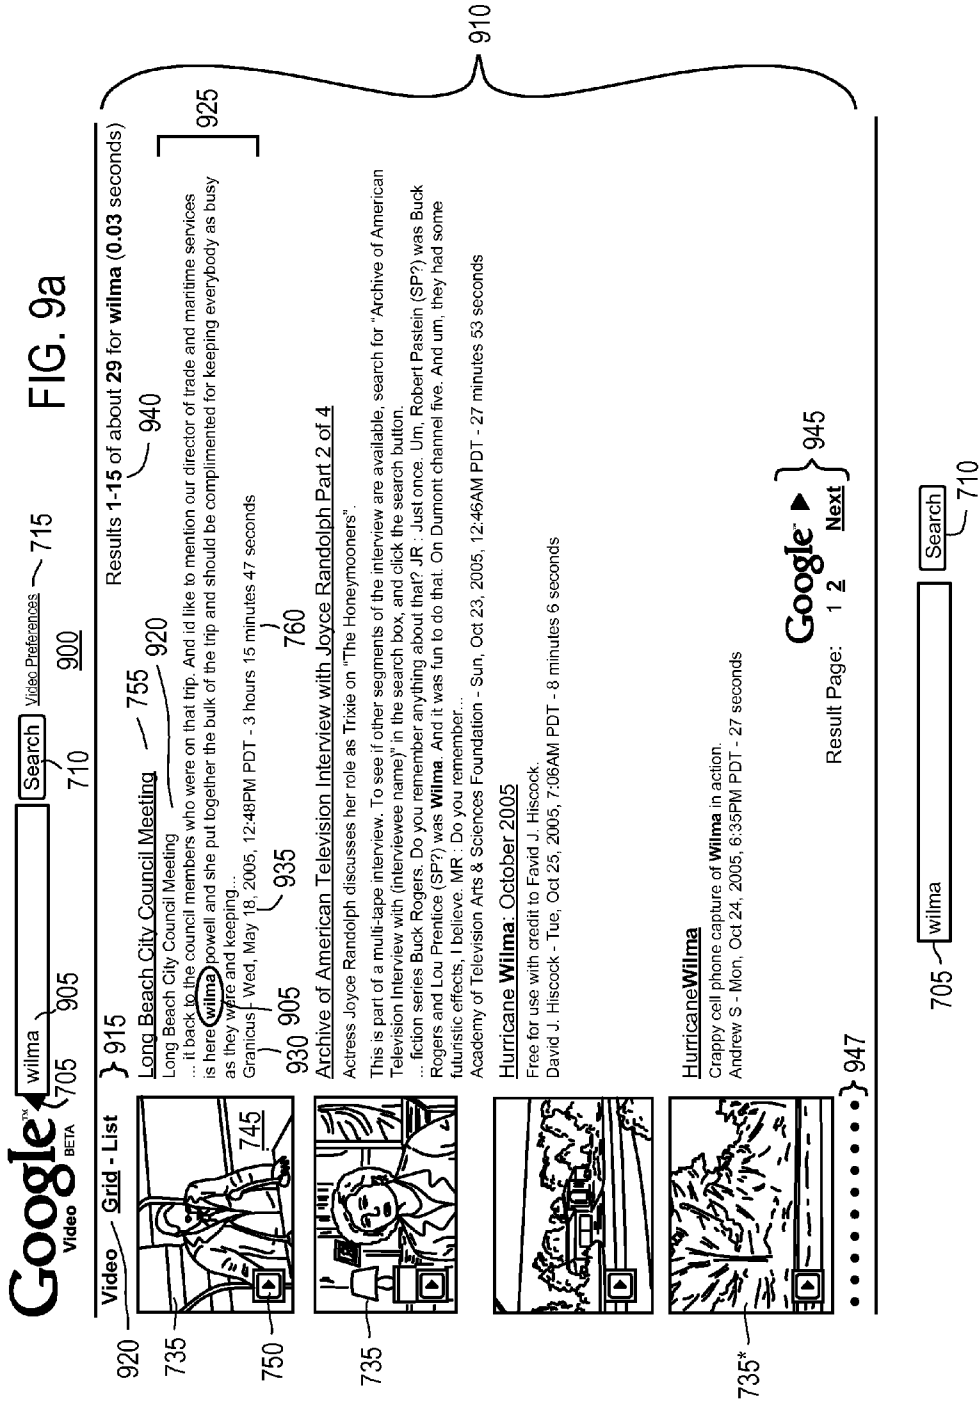 FIG. 9a
Google™
Video BETA
wilma
Search
Video Preferences
705
905
710
900
715
Video Grid - List
Results 1-15 of about 29 for wilma (0.03 seconds)
920
915
940
735
750
745
Long Beach City Council Meeting
755
Long Beach City Council Meeting
920
... it back to the council members who were on that trip. And id like to mention our director of trade and maritime services
is here wilma powell and she put together the bulk of the trip and should be complimented for keeping everybody as busy
as they were and keeping...
925
Granicus - Wed, May 18, 2005, 12:48PM PDT - 3 hours 15 minutes 47 seconds
930
905
935
760
910
735
Archive of American Television Interview with Joyce Randolph Part 2 of 4
Actress Joyce Randolph discusses her role as Trixie on "The Honeymooners".
This is part of a multi-tape interview. To see if other segments of the interview are available, search for "Archive of American
Television Interview with (interviewee name)" in the search box, and click the search button.
... fiction series Buck Rogers. Do you remember anything about that? JR : Just once. Um, Robert Pastein (SP?) was Buck
Rogers and Lou Prentice (SP?) was Wilma. And it was fun to do that. On Dumont channel five. And um, they had some
futuristic effects, I believe. MR : Do you remember...
Academy of Television Arts & Sciences Foundation - Sun, Oct 23, 2005, 12:46AM PDT - 27 minutes 53 seconds
Hurricane Wilma: October 2005
Free for use with credit to Favid J. Hiscock.
David J. Hiscock - Tue, Oct 25, 2005, 7:06AM PDT - 8 minutes 6 seconds
735*
HurricaneWilma
Crappy cell phone capture of Wilma in action.
Andrew S - Mon, Oct 24, 2005, 6:35PM PDT - 27 seconds
947
Google™
Result Page: 1 2 Next
945
wilma
Search
705
710